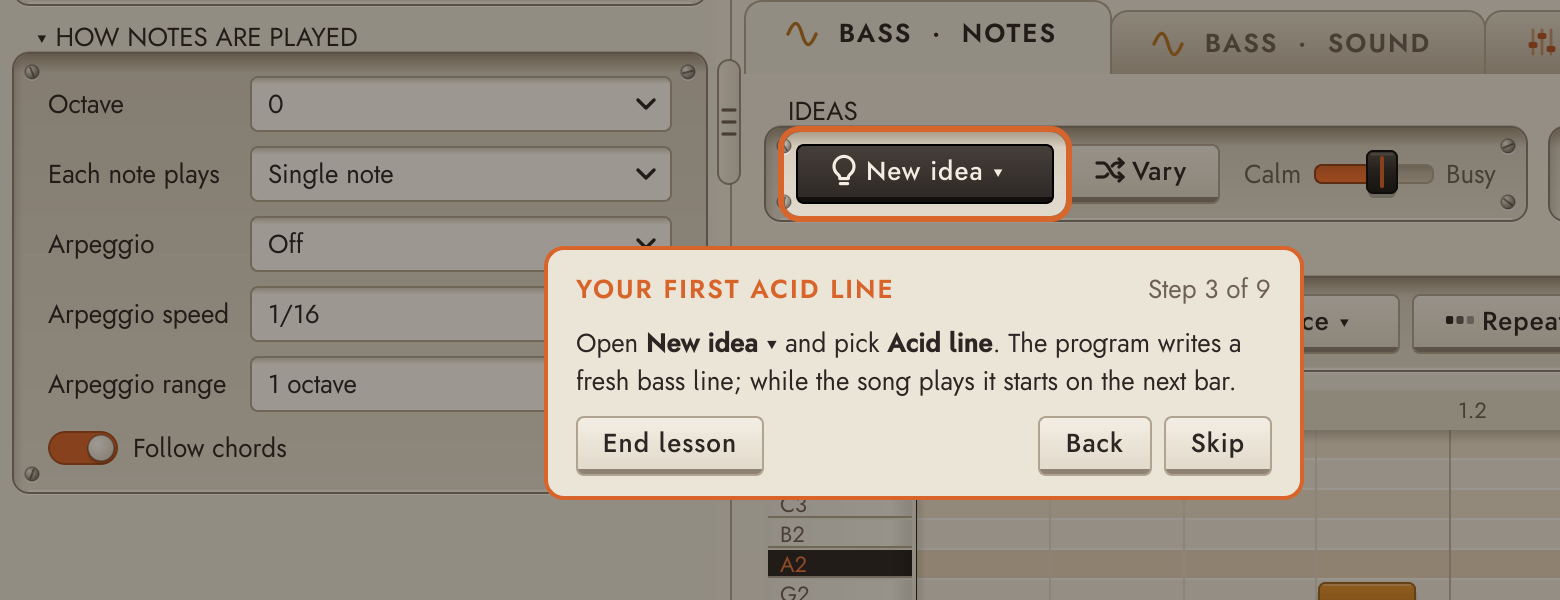 ▾ HOW NOTES ARE PLAYED
Octave 0
Each note plays Single note
Arpeggio Off
Arpeggio speed 1/16
Arpeggio range 1 octave
Follow chords
BASS · NOTES
BASS · SOUND
IDEAS
New idea ▾
Vary
Calm
Busy
YOUR FIRST ACID LINE
Step 3 of 9
Open New idea ▾ and pick Acid line. The program writes a
fresh bass line; while the song plays it starts on the next bar.
End lesson
Back
Skip
1.2
C3
B2
A2
G2